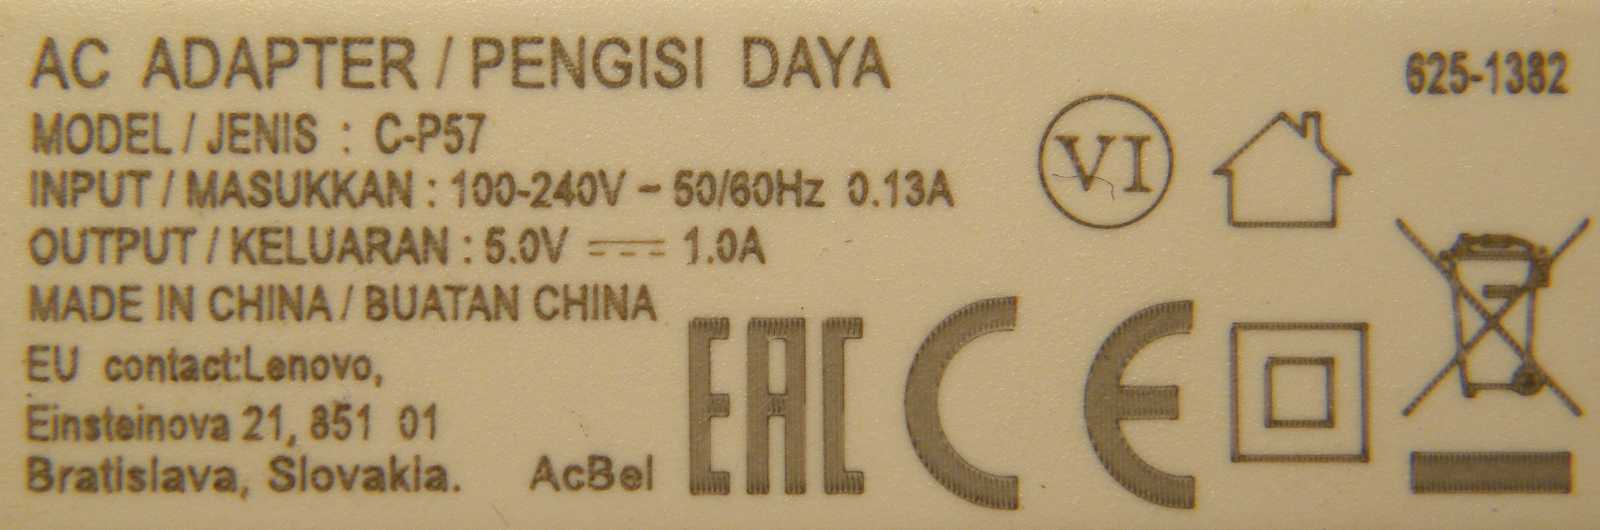 AC ADAPTER / PENGISI DAYA
625-1382
MODEL / JENIS : C-P57
VI
INPUT / MASUKKAN : 100-240V ~ 50/60Hz 0.13A
OUTPUT / KELUARAN : 5.0V ⎓ 1.0A
MADE IN CHINA / BUATAN CHINA
EU contact:Lenovo,
Einsteinova 21, 851 01
Bratislava, Slovakia.
AcBel
EAC
CE